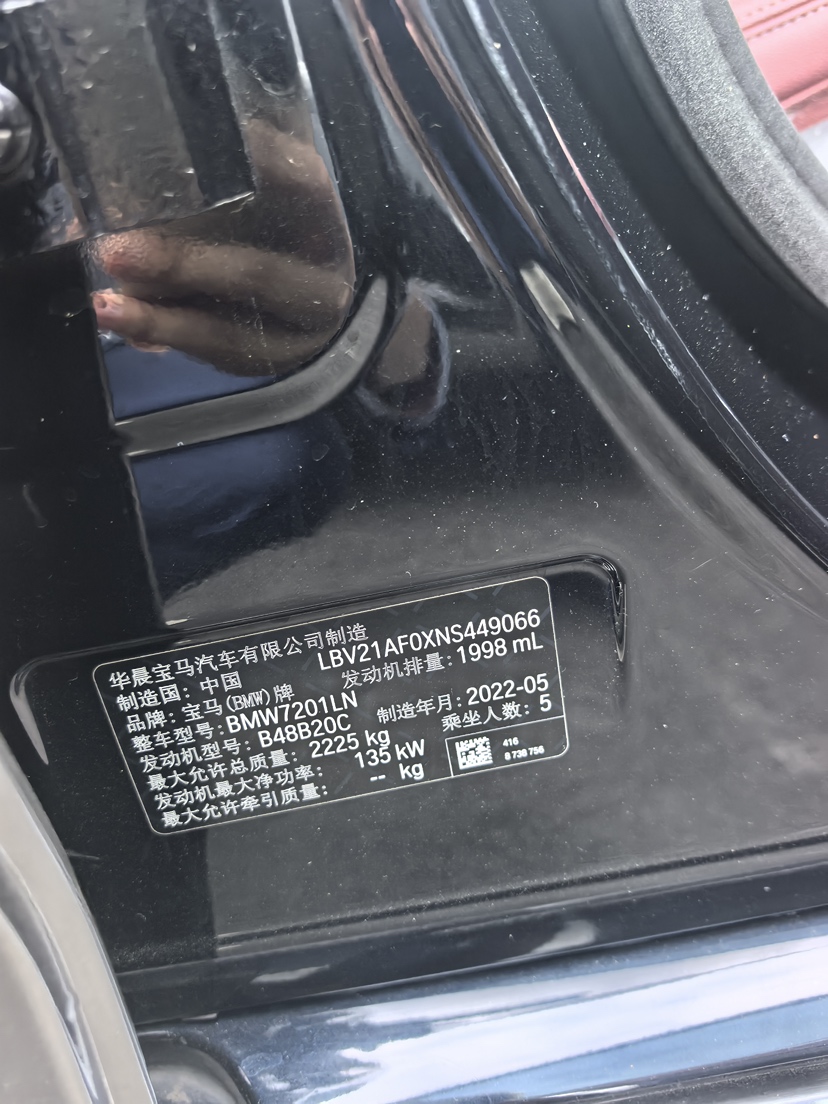 华晨宝马汽车有限公司制造
制造国：中国 LBV21AF0XNS449066
品牌：宝马(BMW)牌 发动机排量：1998 mL
整车型号：BMW7201LN
发动机型号：B48B20C 制造年月：2022-05
最大允许总质量：2225 kg 乘坐人数：5
发动机最大净功率：135 kW
最大允许牵引质量：-- kg
416
8 738 756